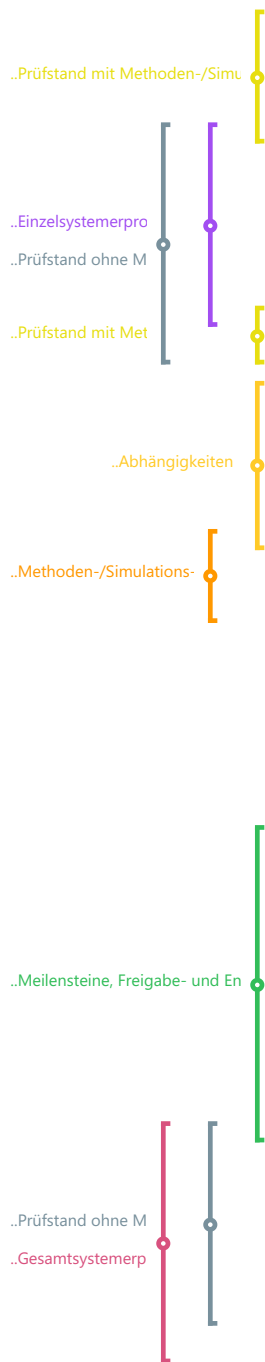 ..Prüfstand mit Methoden-/Simu
..Einzelsystemerpro
..Prüfstand ohne M
..Prüfstand mit Met
..Abhängigkeiten
..Methoden-/Simulations-
..Meilensteine, Freigabe- und En
..Prüfstand ohne M
..Gesamtsystemerp